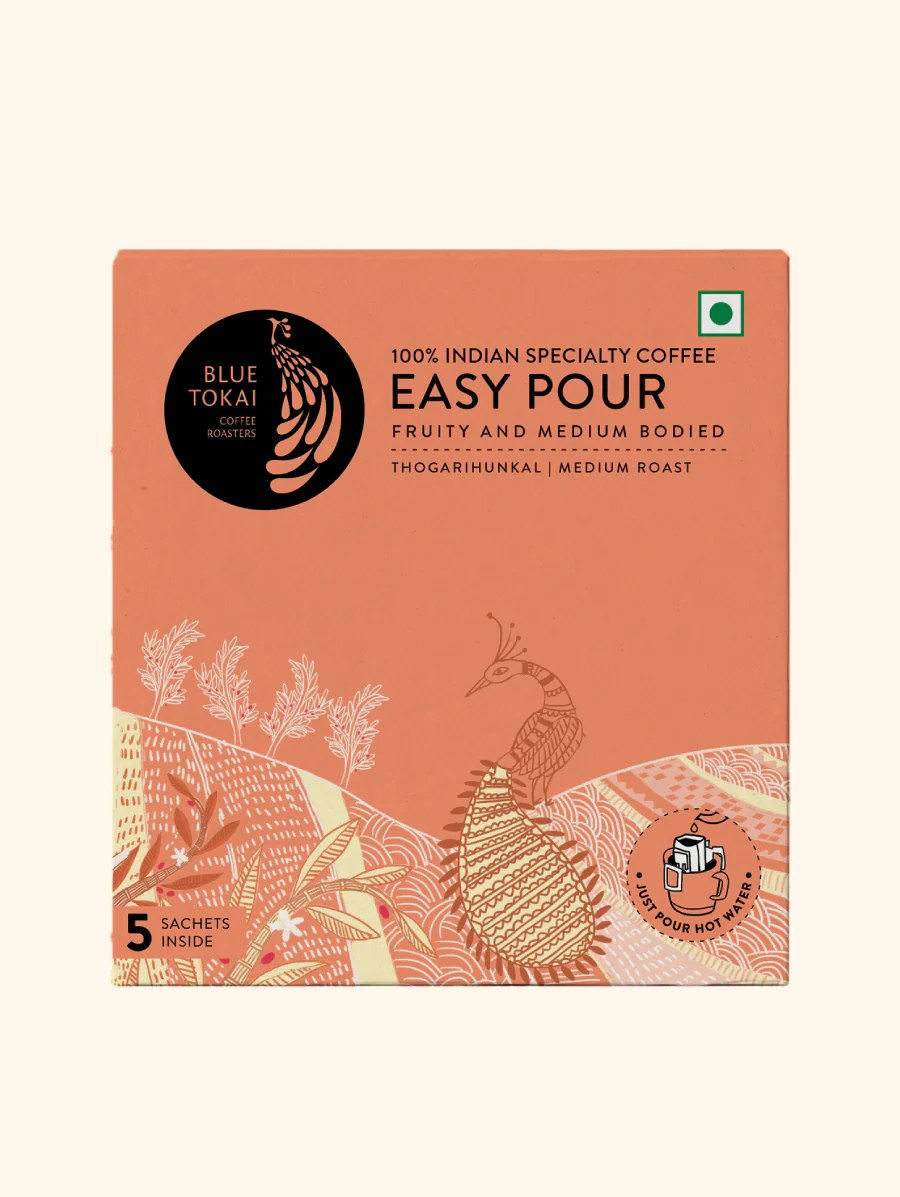 BLUE
TOKAI
COFFEE
ROASTERS
100% INDIAN SPECIALTY COFFEE
EASY POUR
FRUITY AND MEDIUM BODIED
THOGARIHUNKAL | MEDIUM ROAST
• JUST POUR HOT WATER •
5 SACHETS
INSIDE